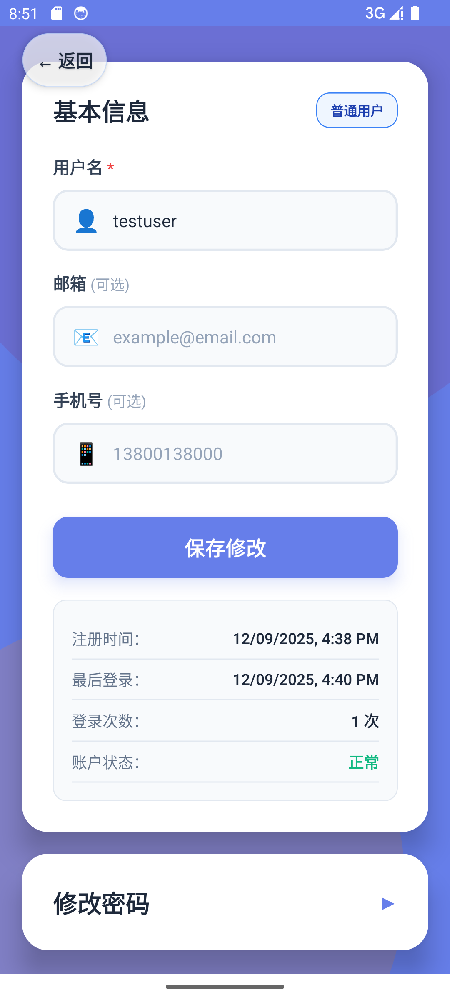 8:51
3G
← 返回
基本信息
普通用户
用户名 *
testuser
邮箱 (可选)
example@email.com
手机号 (可选)
13800138000
保存修改
注册时间：
12/09/2025, 4:38 PM
最后登录：
12/09/2025, 4:40 PM
登录次数：
1 次
账户状态：
正常
修改密码